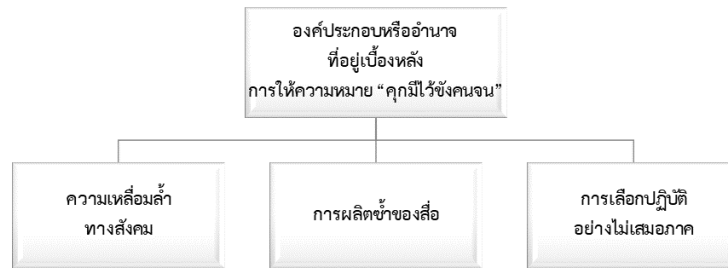 องค์ประกอบหรืออำนาจ
ที่อยู่เบื้องหลัง
การให้ความหมาย “คุกมีไว้ขังคนจน”
ความเหลื่อมล้ำ
ทางสังคม
การผลิตซ้ำของสื่อ
การเลือกปฏิบัติ
อย่างไม่เสมอภาค